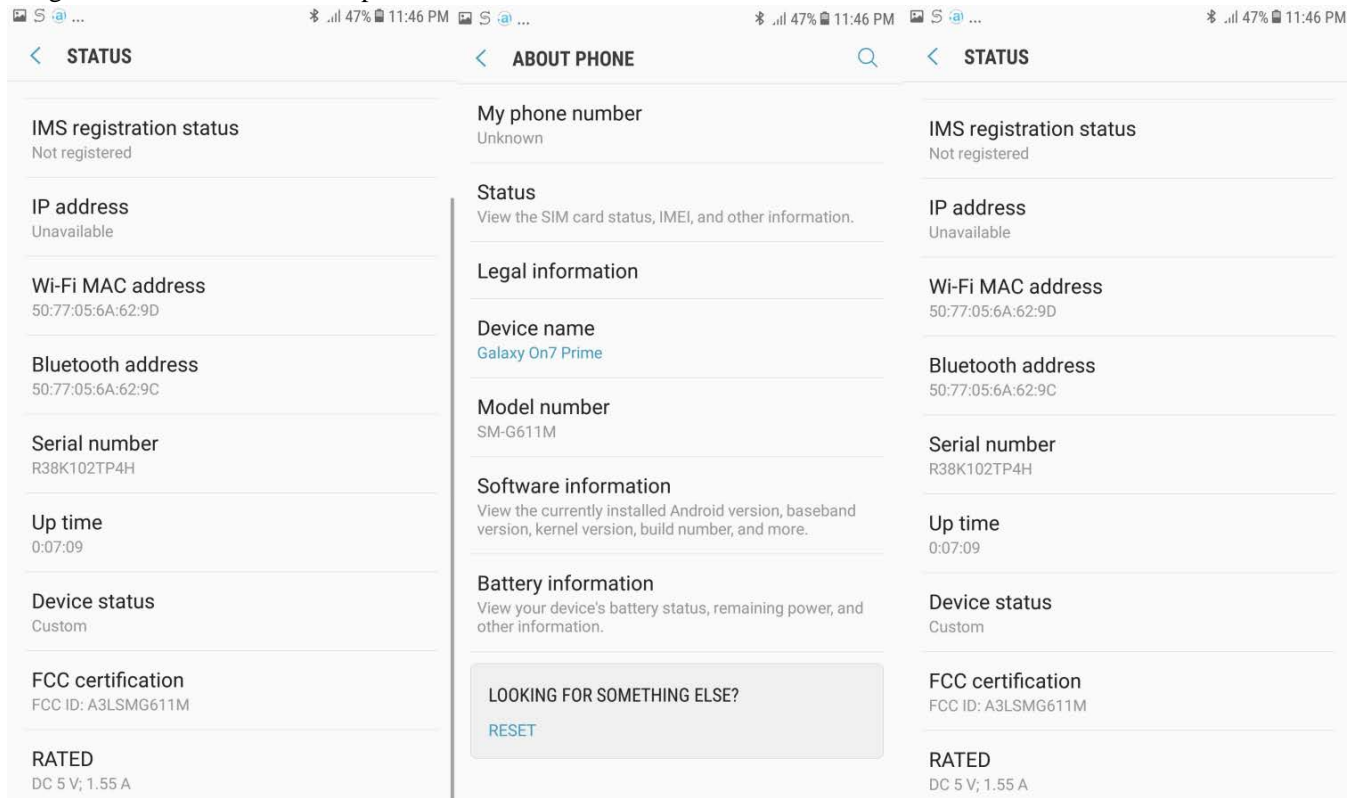 S a ...
47% 11:46 PM
STATUS
IMS registration status
Not registered
IP address
Unavailable
Wi-Fi MAC address
50:77:05:6A:62:9D
Bluetooth address
50:77:05:6A:62:9C
Serial number
R38K102TP4H
Up time
0:07:09
Device status
Custom
FCC certification
FCC ID: A3LSMG611M
RATED
DC 5 V; 1.55 A
S a ...
47% 11:46 PM
ABOUT PHONE
My phone number
Unknown
Status
View the SIM card status, IMEI, and other information.
Legal information
Device name
Galaxy On7 Prime
Model number
SM-G611M
Software information
View the currently installed Android version, baseband
version, kernel version, build number, and more.
Battery information
View your device's battery status, remaining power, and
other information.
LOOKING FOR SOMETHING ELSE?
RESET
S a ...
47% 11:46 PM
STATUS
IMS registration status
Not registered
IP address
Unavailable
Wi-Fi MAC address
50:77:05:6A:62:9D
Bluetooth address
50:77:05:6A:62:9C
Serial number
R38K102TP4H
Up time
0:07:09
Device status
Custom
FCC certification
FCC ID: A3LSMG611M
RATED
DC 5 V; 1.55 A